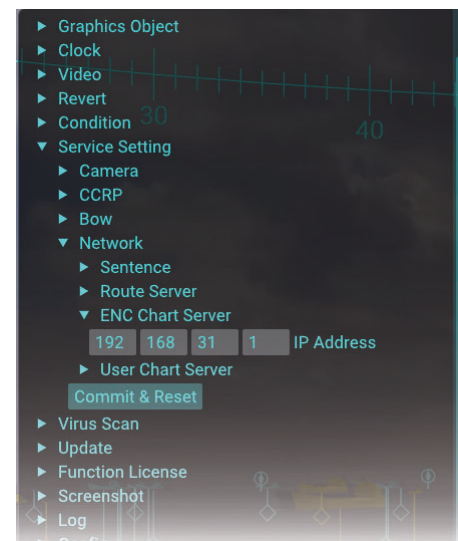 Graphics Object
Clock
Video
Revert
Condition
30
40
Service Setting
Camera
CCRP
Bow
Network
Sentence
Route Server
ENC Chart Server
192 168 31 1 IP Address
User Chart Server
Commit & Reset
Virus Scan
Update
Function License
Screenshot
Log